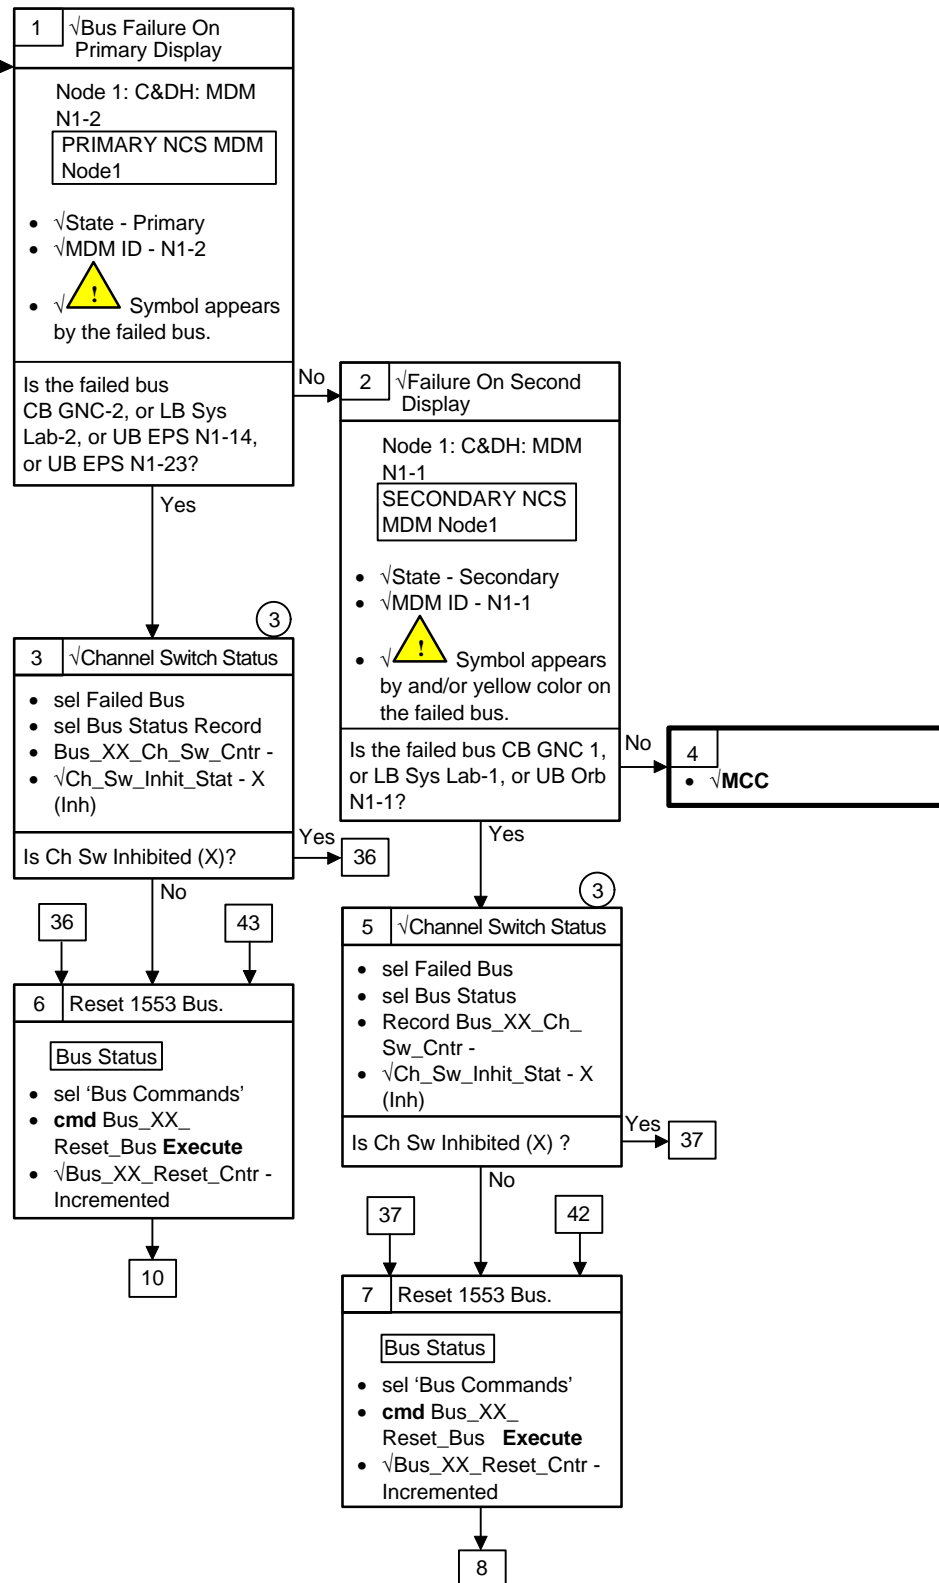 1
√Bus Failure On
Primary Display
Node 1: C&DH: MDM
N1-2
PRIMARY NCS MDM
Node1
• √State - Primary
• √MDM ID - N1-2
• √ ! Symbol appears
by the failed bus.
Is the failed bus
CB GNC-2, or LB Sys
Lab-2, or UB EPS N1-14,
or UB EPS N1-23?
No
Yes
2
√Failure On Second
Display
Node 1: C&DH: MDM
N1-1
SECONDARY NCS
MDM Node1
• √State - Secondary
• √MDM ID - N1-1
• √ ! Symbol appears
by and/or yellow color on
the failed bus.
Is the failed bus CB GNC 1,
or LB Sys Lab-1, or UB Orb
N1-1?
No
Yes
3
3
√Channel Switch Status
• sel Failed Bus
• sel Bus Status Record
• Bus_XX_Ch_Sw_Cntr -
• √Ch_Sw_Inhit_Stat - X
(Inh)
Is Ch Sw Inhibited (X)?
Yes
36
No
4
• √MCC
3
5
√Channel Switch Status
• sel Failed Bus
• sel Bus Status
• Record Bus_XX_Ch_
Sw_Cntr -
• √Ch_Sw_Inhit_Stat - X
(Inh)
Is Ch Sw Inhibited (X) ?
Yes
37
No
36
43
6
Reset 1553 Bus.
Bus Status
• sel ‘Bus Commands’
• cmd Bus_XX_
Reset_Bus Execute
• √Bus_XX_Reset_Cntr -
Incremented
10
37
42
7
Reset 1553 Bus.
Bus Status
• sel ‘Bus Commands’
• cmd Bus_XX_
Reset_Bus Execute
• √Bus_XX_Reset_Cntr -
Incremented
8